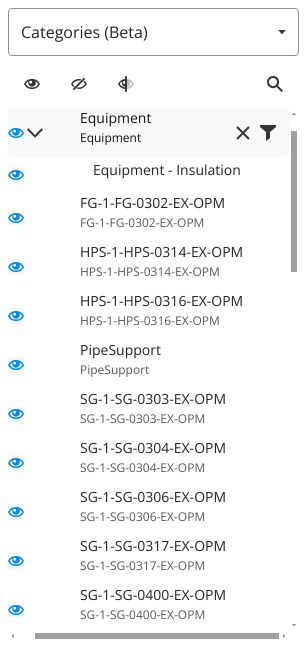 Categories (Beta)
Equipment
Equipment
Equipment - Insulation
FG-1-FG-0302-EX-OPM
FG-1-FG-0302-EX-OPM
HPS-1-HPS-0314-EX-OPM
HPS-1-HPS-0314-EX-OPM
HPS-1-HPS-0316-EX-OPM
HPS-1-HPS-0316-EX-OPM
PipeSupport
PipeSupport
SG-1-SG-0303-EX-OPM
SG-1-SG-0303-EX-OPM
SG-1-SG-0304-EX-OPM
SG-1-SG-0304-EX-OPM
SG-1-SG-0306-EX-OPM
SG-1-SG-0306-EX-OPM
SG-1-SG-0317-EX-OPM
SG-1-SG-0317-EX-OPM
SG-1-SG-0400-EX-OPM
SG-1-SG-0400-EX-OPM